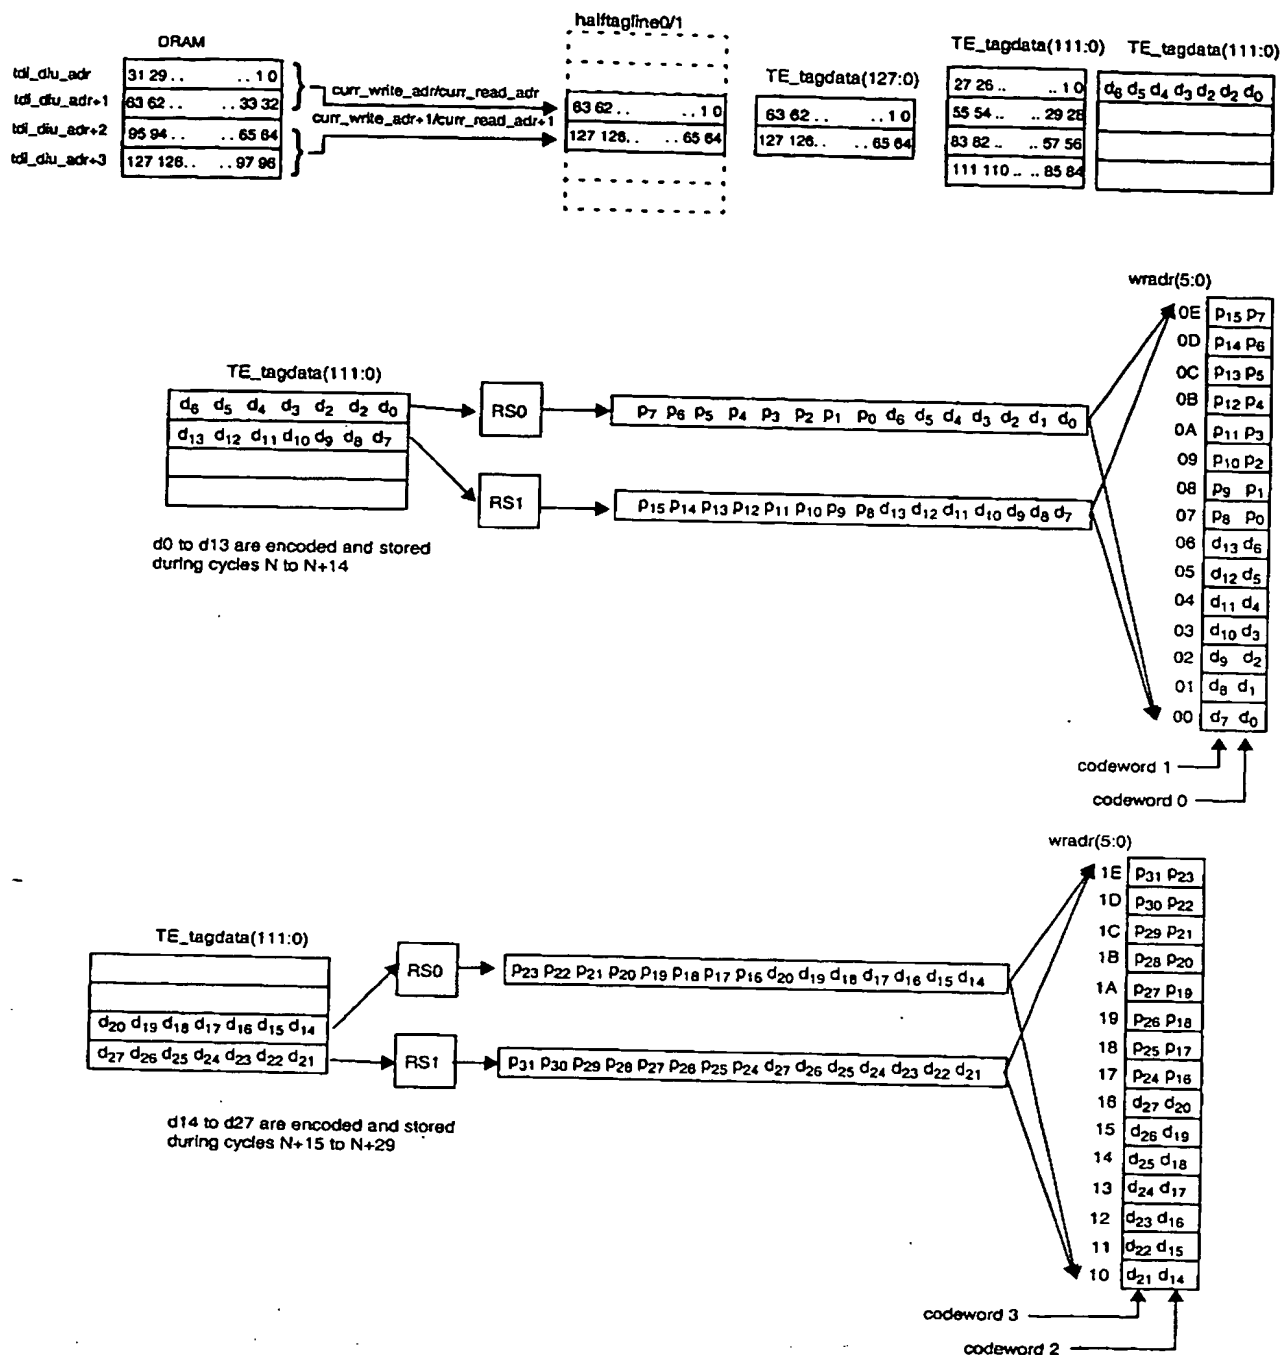 halftagline0/1
DRAM
TE_tagdata(111:0) TE_tagdata(111:0)
TE_tagdata(127:0)
tdi_diu_adr 31 29 . . . . 1 0
tdi_diu_adr+1 63 62 . . . . 33 32
tdi_diu_adr+2 95 94 . . . . 65 64
tdi_diu_adr+3 127 126. . . . 97 96
curr_write_adr/curr_read_adr
curr_write_adr+1/curr_read_adr+1
63 62 . . . . 1 0
127 126. . . . 65 64
63 62 . . . . 1 0
127 126. . . . 65 64
27 26 . . . . 1 0
55 54 . . . . 29 28
83 82 . . . . 57 56
111 110 . . . . 85 84
d6 d5 d4 d3 d2 d2 d0
wradr(5:0)
0E p15 p7
0D p14 p6
0C p13 p5
0B p12 p4
0A p11 p3
09 p10 p2
08 p9 p1
07 p8 p0
06 d13 d6
05 d12 d5
04 d11 d4
03 d10 d3
02 d9 d2
01 d8 d1
00 d7 d0
codeword 1
codeword 0
TE_tagdata(111:0)
d6 d5 d4 d3 d2 d2 d0
d13 d12 d11 d10 d9 d8 d7
RS0
RS1
p7 p6 p5 p4 p3 p2 p1 p0 d6 d5 d4 d3 d2 d1 d0
p15 p14 p13 p12 p11 p10 p9 p8 d13 d12 d11 d10 d9 d8 d7
d0 to d13 are encoded and stored
during cycles N to N+14
wradr(5:0)
1E p31 p23
1D p30 p22
1C p29 p21
1B p28 p20
1A p27 p19
19 p26 p18
18 p25 p17
17 p24 p16
16 d27 d20
15 d26 d19
14 d25 d18
13 d24 d17
12 d23 d16
11 d22 d15
10 d21 d14
codeword 3
codeword 2
TE_tagdata(111:0)
d20 d19 d18 d17 d16 d15 d14
d27 d26 d25 d24 d23 d22 d21
RS0
RS1
p23 p22 p21 p20 p19 p18 p17 p16 d20 d19 d18 d17 d16 d15 d14
p31 p30 p29 p28 p27 p26 p25 p24 d27 d26 d25 d24 d23 d22 d21
d14 to d27 are encoded and stored
during cycles N+15 to N+29